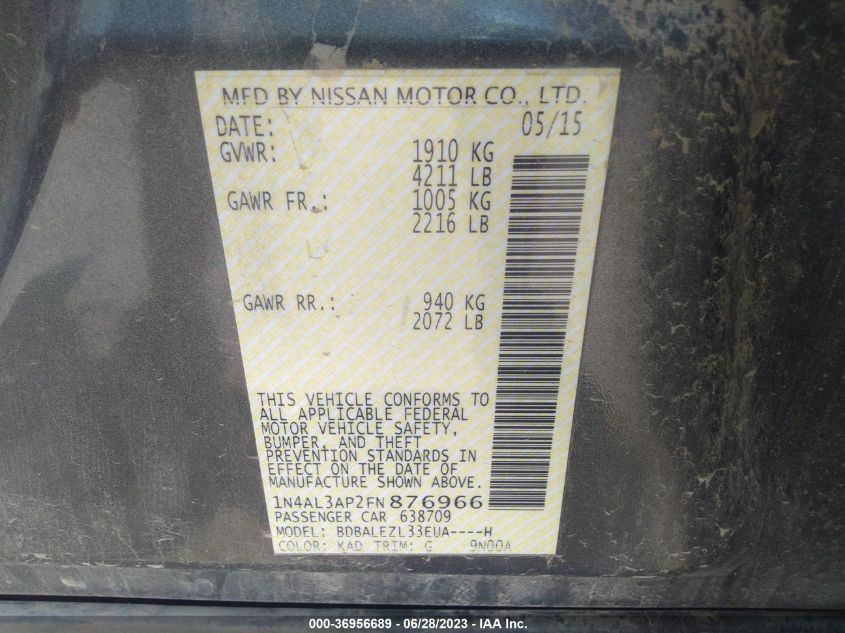 MFD BY NISSAN MOTOR CO., LTD.
DATE: 05/15
GVWR: 1910 KG
4211 LB
GAWR FR.: 1005 KG
2216 LB
GAWR RR.: 940 KG
2072 LB
THIS VEHICLE CONFORMS TO
ALL APPLICABLE FEDERAL
MOTOR VEHICLE SAFETY,
BUMPER, AND THEFT
PREVENTION STANDARDS IN
EFFECT ON THE DATE OF
MANUFACTURE SHOWN ABOVE.
1N4AL3AP2FN876966
PASSENGER CAR 638709
MODEL: BDBALEZL33EUA----H
COLOR: KAD TRIM: G 9N00A
000-36956689 - 06/28/2023 - IAA Inc.